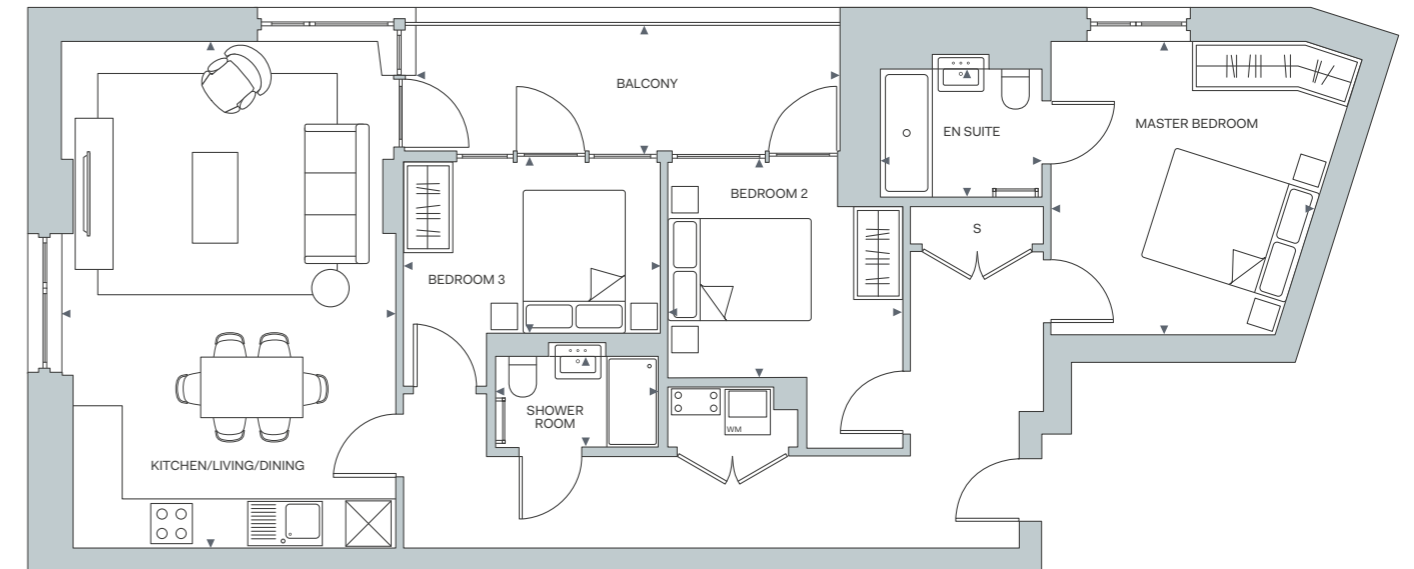 BALCONY
EN SUITE
MASTER BEDROOM
BEDROOM 2
S
BEDROOM 3
SHOWER
ROOM
WM
KITCHEN/LIVING/DINING